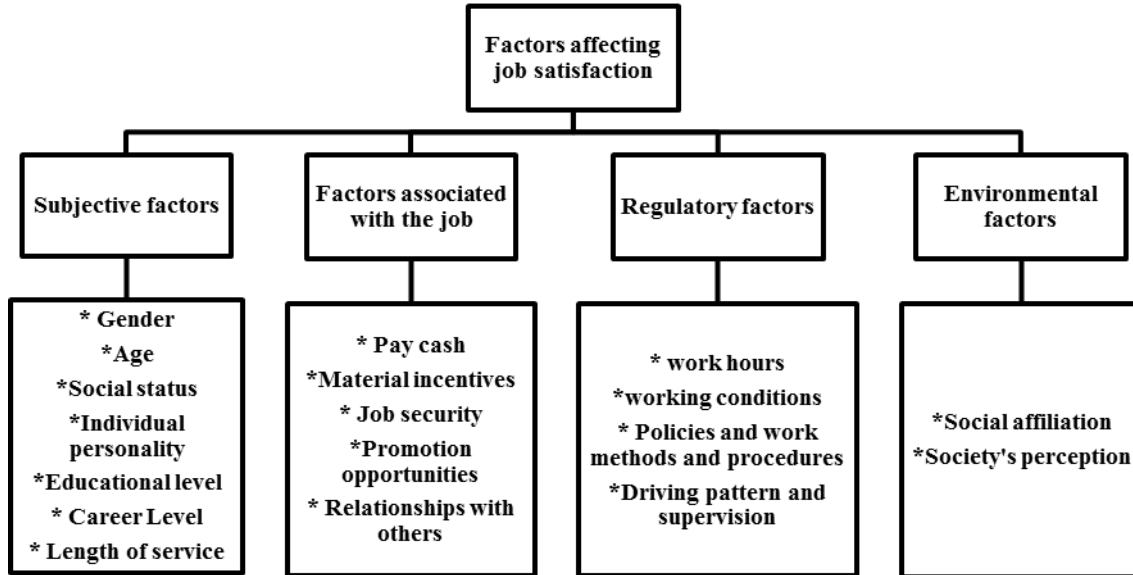 Factors affecting
job satisfaction
Subjective factors
Factors associated
with the job
Regulatory factors
Environmental
factors
* Gender
*Age
*Social status
*Individual
personality
*Educational level
* Career Level
* Length of service
* Pay cash
*Material incentives
* Job security
*Promotion
opportunities
* Relationships with
others
* work hours
*working conditions
* Policies and work
methods and procedures
*Driving pattern and
supervision
*Social affiliation
*Society's perception